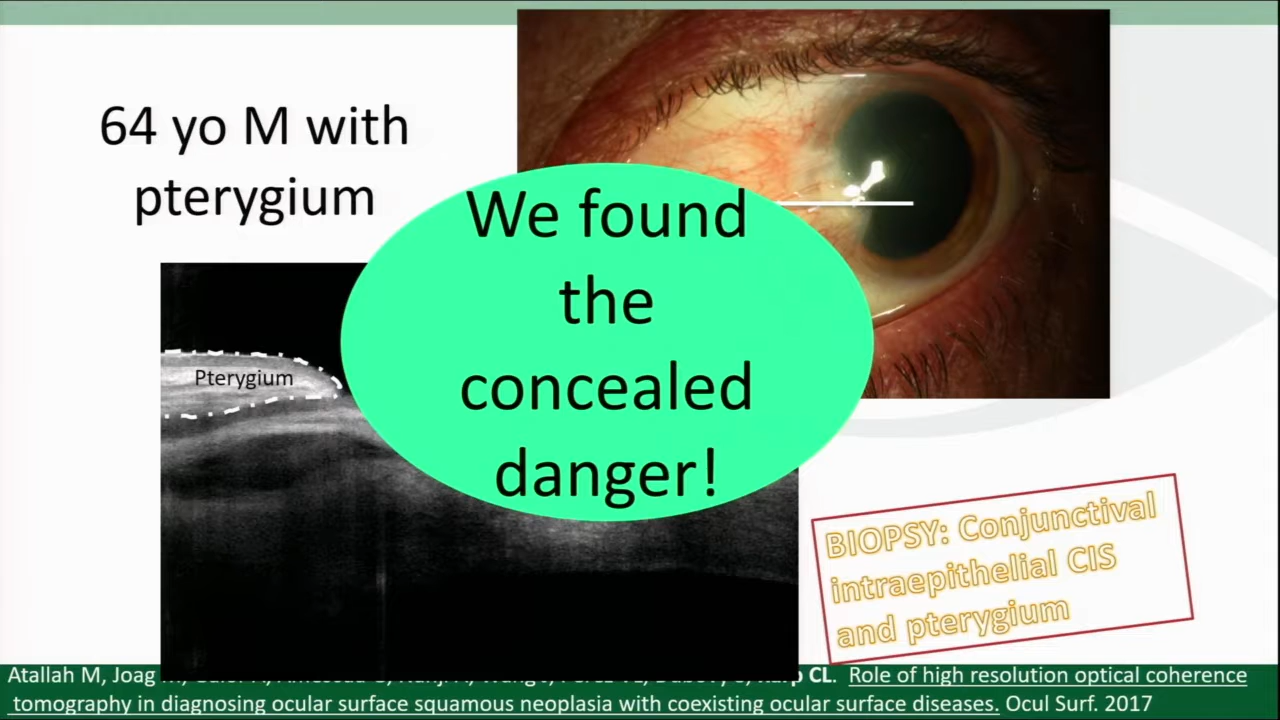 64 yo M with
pterygium
We found
the
concealed
danger!
Pterygium
BIOPSY: Conjunctival
intraepithelial CIS
and pterygium
Atallah M, Joag CL. Role of high resolution optical coherence
tomography in diagnosing ocular surface squamous neoplasia with coexisting ocular surface diseases. Ocul Surf. 2017